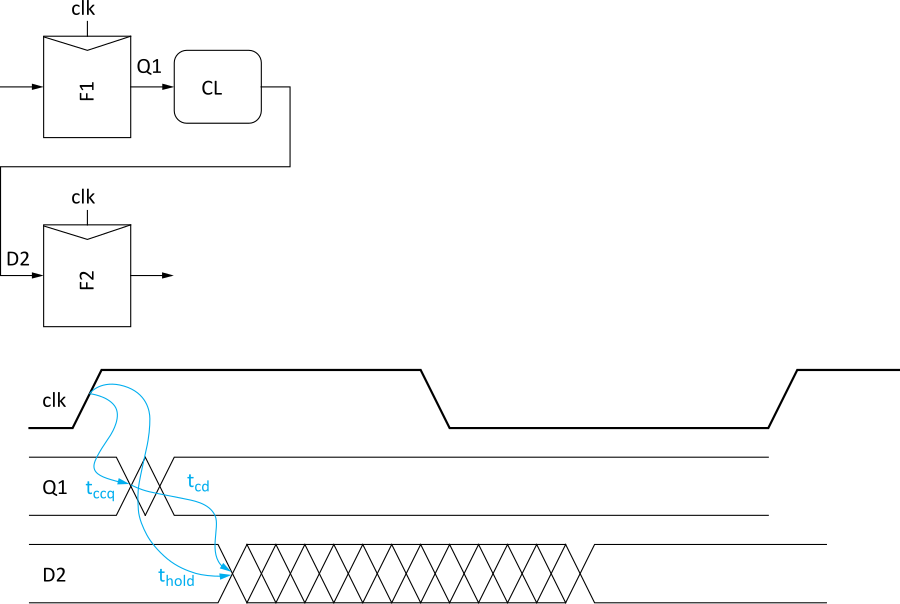 clk
F1
Q1
CL
clk
D2
F2
clk
Q1
tccq
tcd
D2
thold